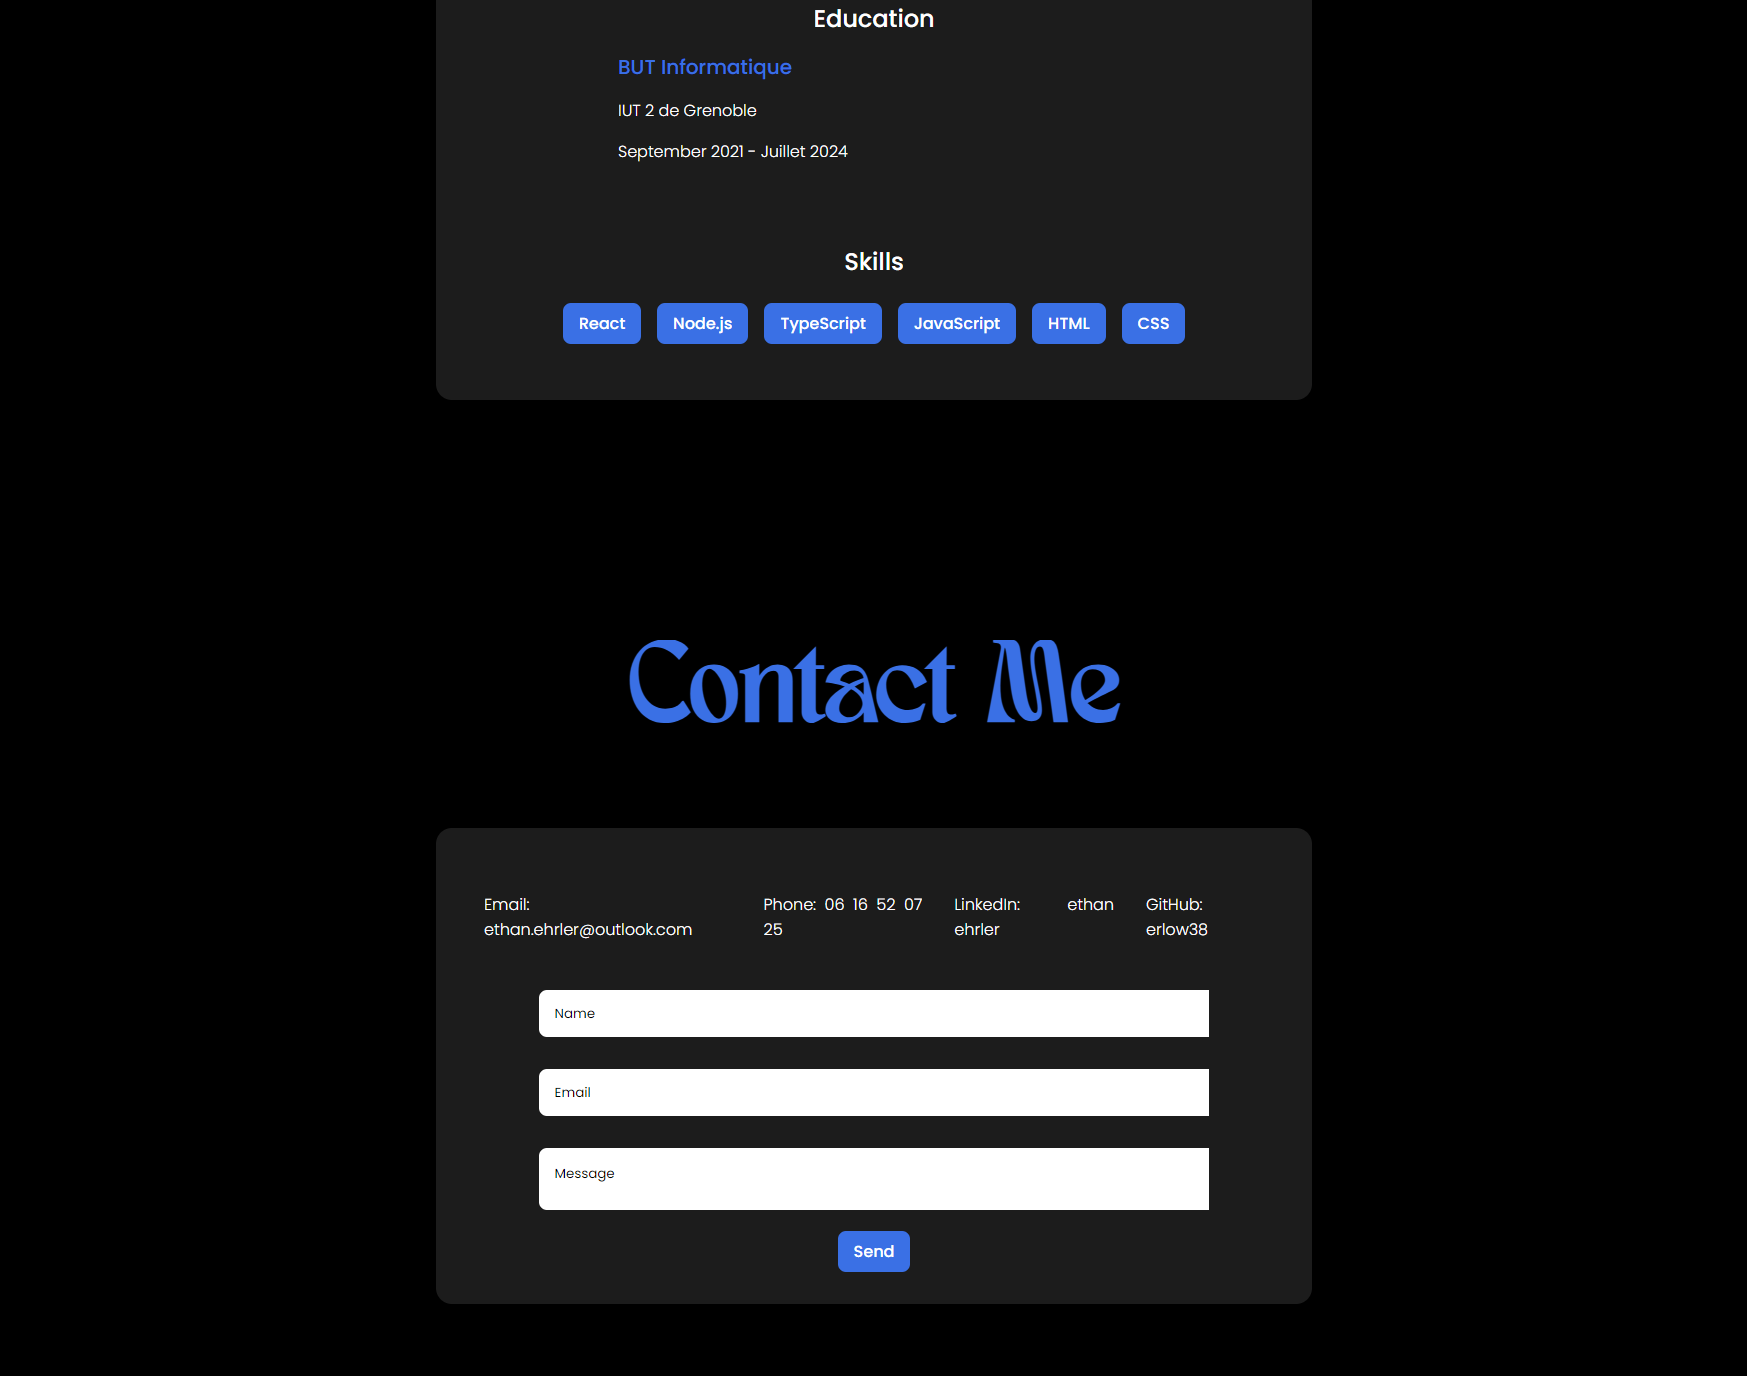 Education
BUT Informatique
IUT 2 de Grenoble
September 2021 - Juillet 2024
Skills
React Node.js TypeScript JavaScript HTML CSS
Contact Me
Email:
ethan.ehrler@outlook.com
Phone: 06 16 52 07
25
LinkedIn: ethan
ehrler
GitHub:
erlow38
Name
Email
Message
Send